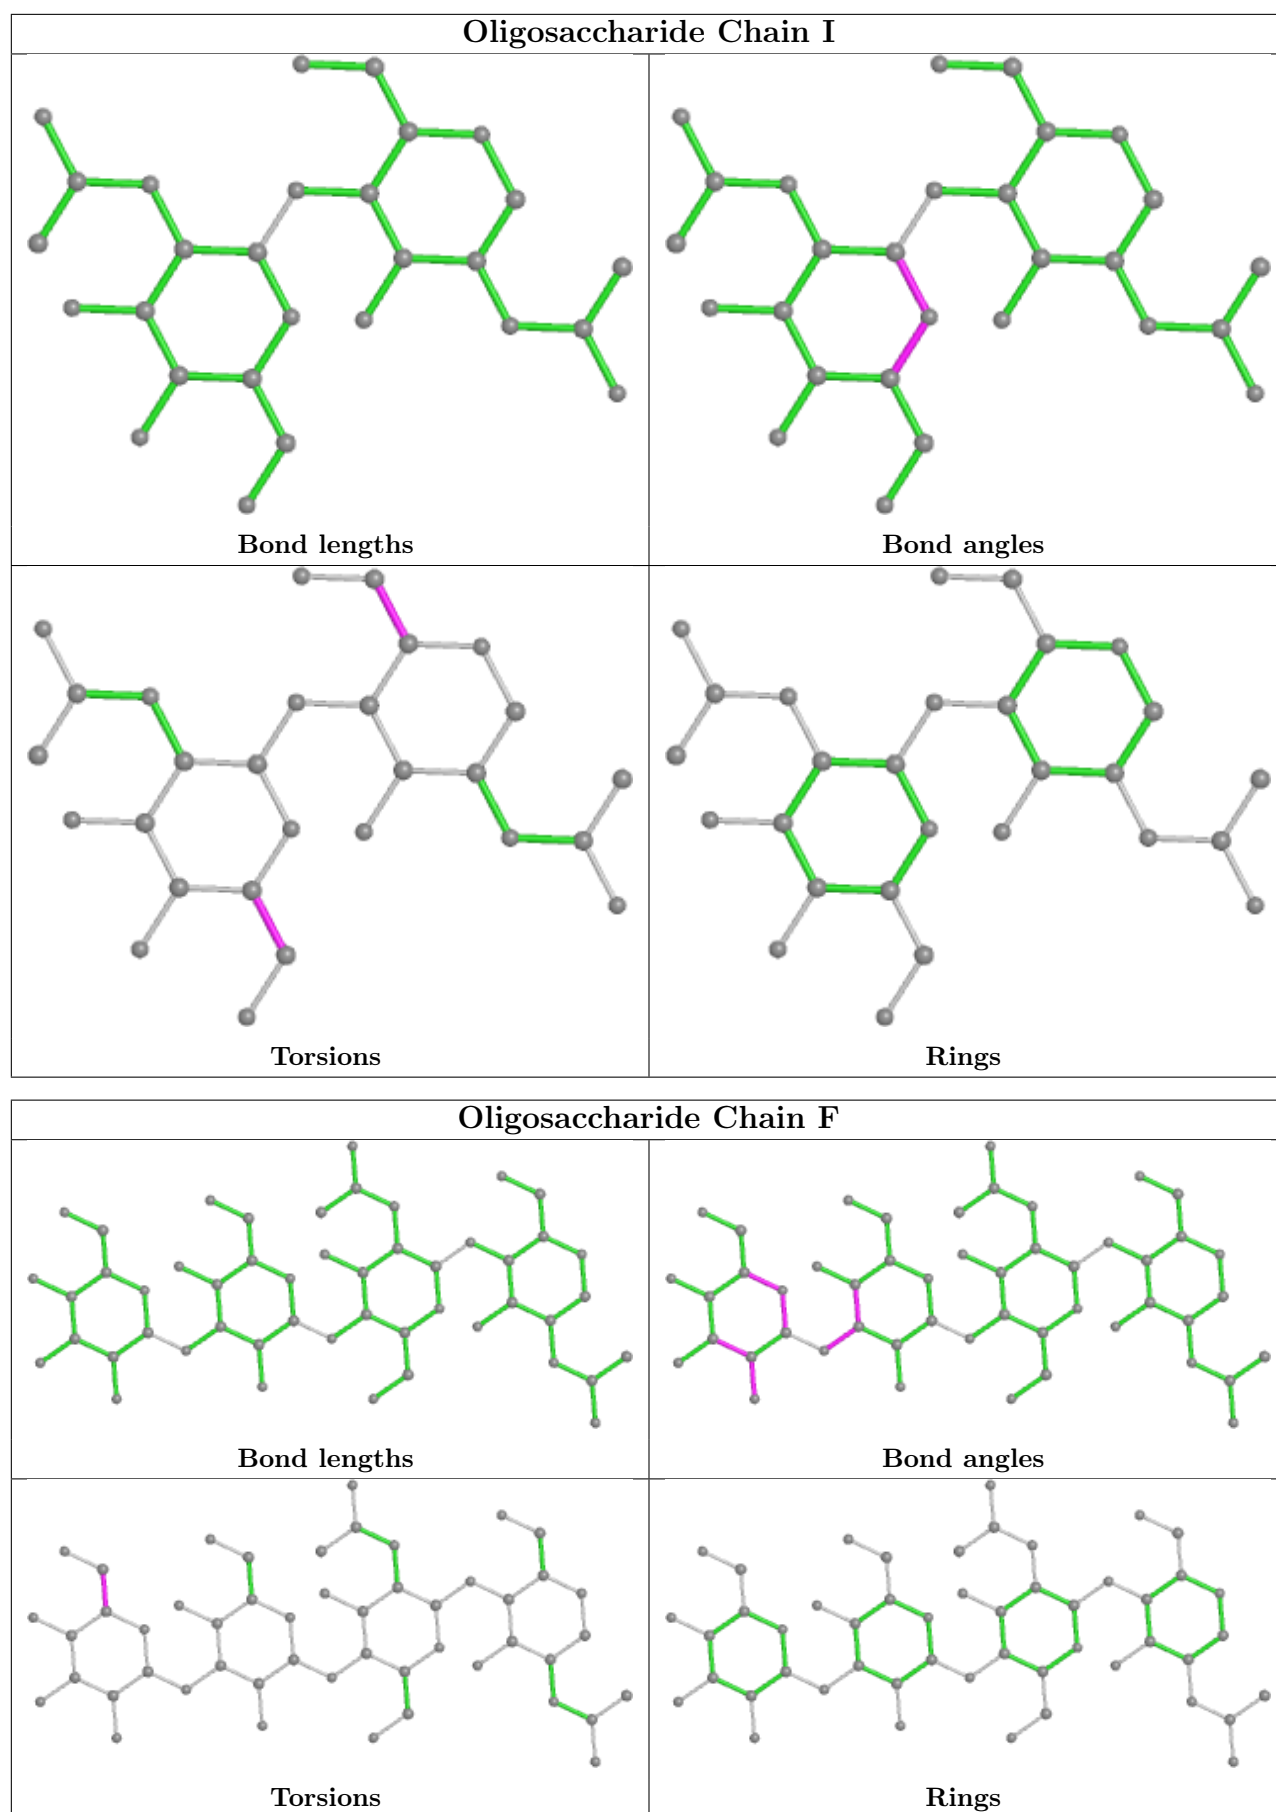 Oligosaccharide Chain I
Bond lengths
Bond angles
Torsions
Rings
Oligosaccharide Chain F
Bond lengths
Bond angles
Torsions
Rings